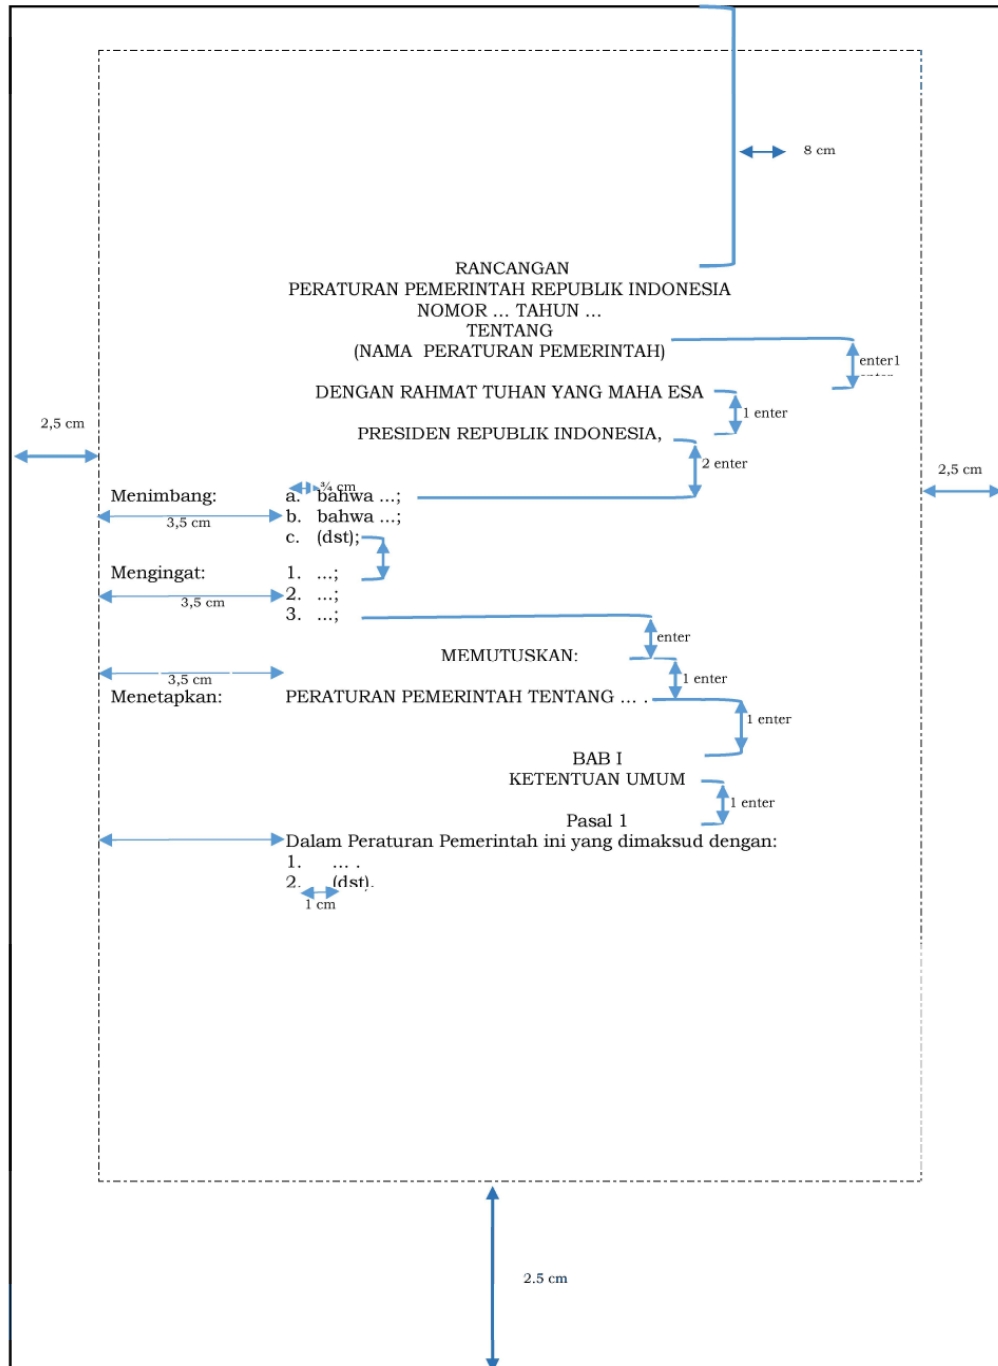 8 cm
RANCANGAN
PERATURAN PEMERINTAH REPUBLIK INDONESIA
NOMOR ... TAHUN ...
TENTANG
(NAMA PERATURAN PEMERINTAH)
enter1
DENGAN RAHMAT TUHAN YANG MAHA ESA
1 enter
2,5 cm
PRESIDEN REPUBLIK INDONESIA,
2 enter
2,5 cm
¾ cm
Menimbang: a. bahwa ...;
3,5 cm b. bahwa ...;
c. (dst);
Mengingat: 1. ...;
3,5 cm 2. ...;
3. ...;
enter
MEMUTUSKAN:
3,5 cm 1 enter
Menetapkan: PERATURAN PEMERINTAH TENTANG ... .
1 enter
BAB I
KETENTUAN UMUM
1 enter
Pasal 1
Dalam Peraturan Pemerintah ini yang dimaksud dengan:
1. ... .
2. (dst).
1 cm
2.5 cm